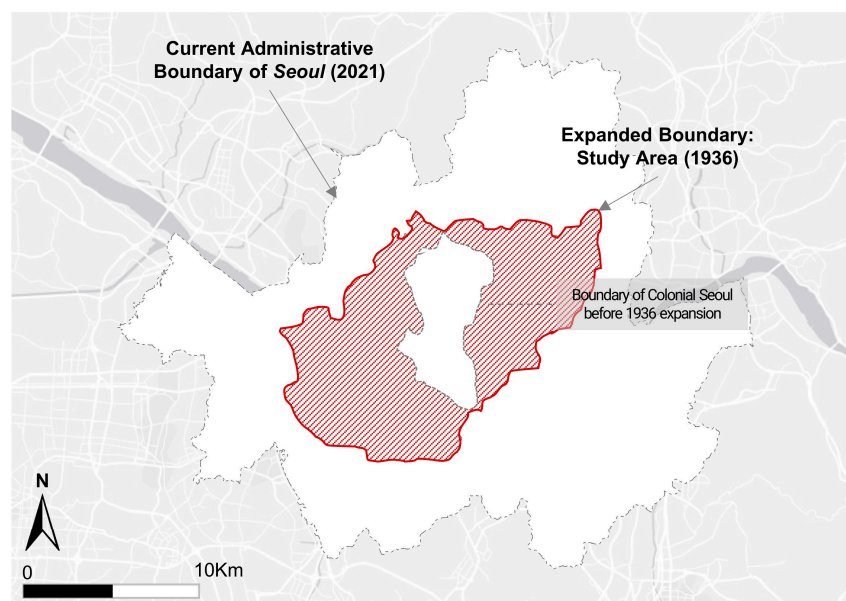 Current Administrative
Boundary of Seoul (2021)
Expanded Boundary:
Study Area (1936)
Boundary of Colonial Seoul
before 1936 expansion
N
0
10Km